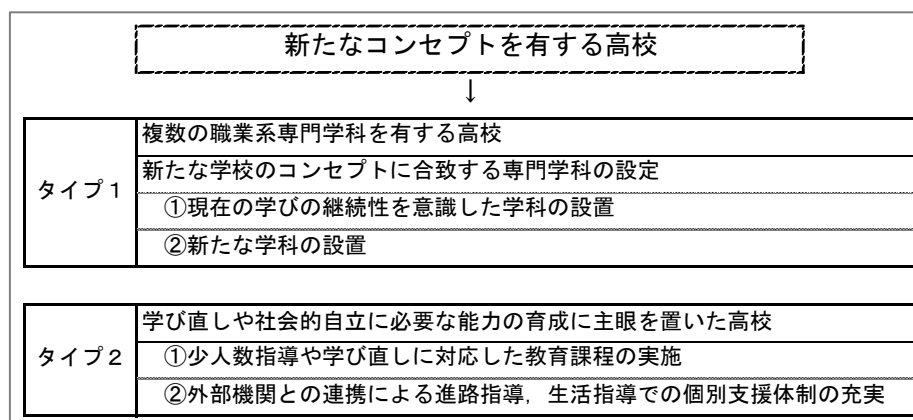 新たなコンセプトを有する高校
↓
タイプ1
複数の職業系専門学科を有する高校
新たな学校のコンセプトに合致する専門学科の設定
①現在の学びの継続性を意識した学科の設置
②新たな学科の設置
タイプ2
学び直しや社会的自立に必要な能力の育成に主眼を置いた高校
①少人数指導や学び直しに対応した教育課程の実施
②外部機関との連携による進路指導,生活指導での個別支援体制の充実